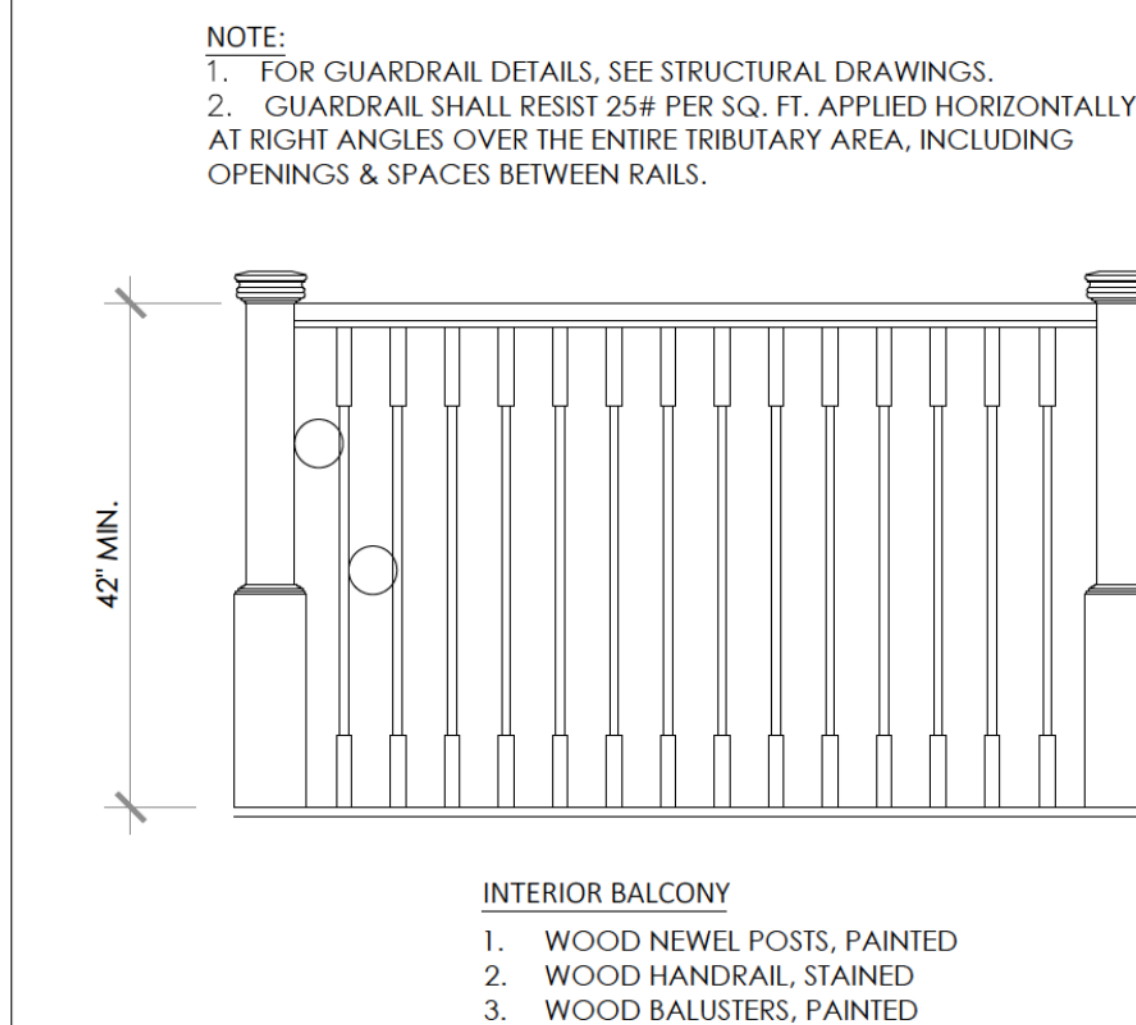 NOTE:
1. FOR GUARDRAIL DETAILS, SEE STRUCTURAL DRAWINGS.
2. GUARDRAIL SHALL RESIST 25# PER SQ. FT. APPLIED HORIZONTALLY
AT RIGHT ANGLES OVER THE ENTIRE TRIBUTARY AREA, INCLUDING
OPENINGS & SPACES BETWEEN RAILS.
42" MIN.
INTERIOR BALCONY
1. WOOD NEWEL POSTS, PAINTED
2. WOOD HANDRAIL, STAINED
3. WOOD BALUSTERS, PAINTED